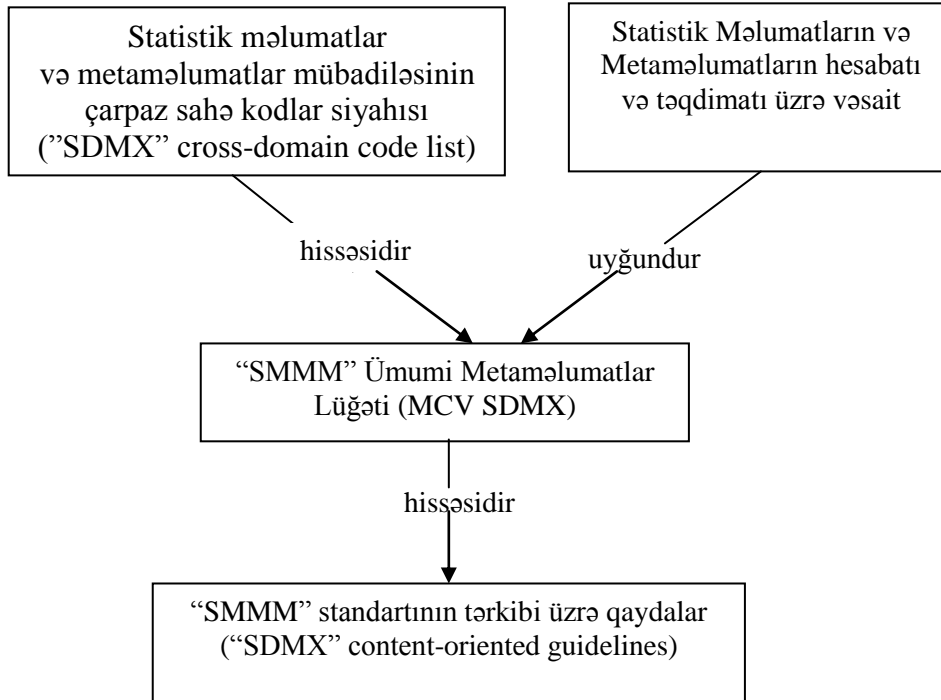 Statistik məlumatlar
və metaməlumatlar mübadiləsinin
çarpaz sahə kodlar siyahısı
(”SDMX” cross-domain code list)
Statistik Məlumatların və
Metaməlumatların hesabatı
və təqdimatı üzrə vəsait
hissəsidir
uyğundur
“SMMM” Ümumi Metaməlumatlar
Lüğəti (MCV SDMX)
hissəsidir
“SMMM” standartının tərkibi üzrə qaydalar
(“SDMX” content-oriented guidelines)